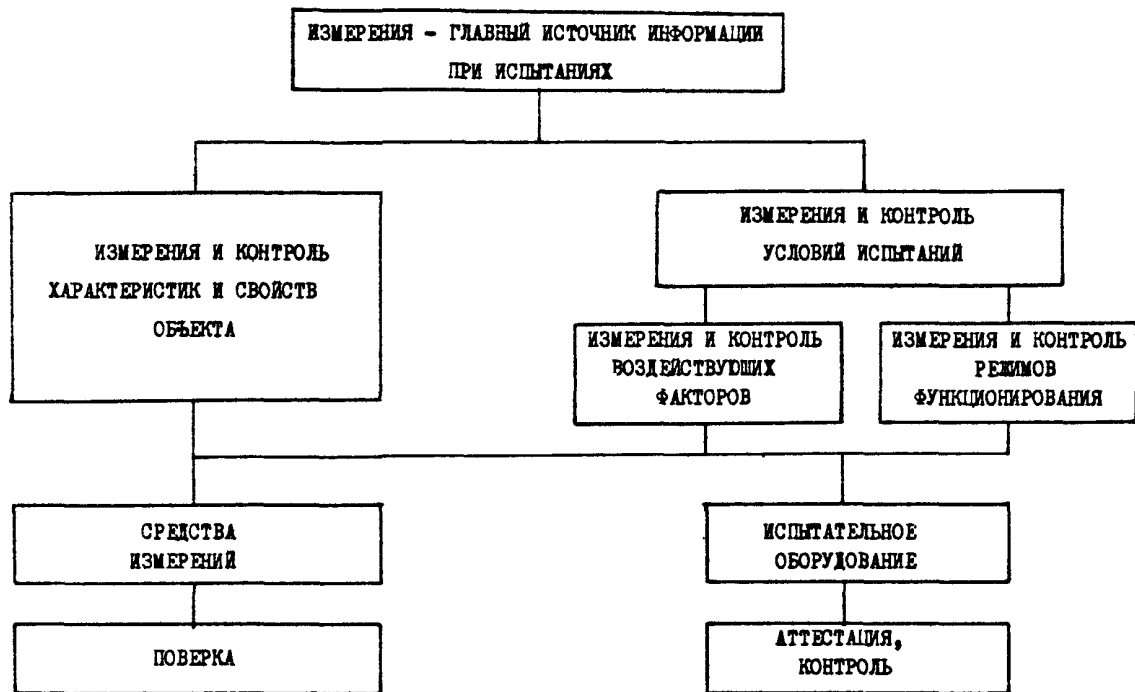 ИЗМЕРЕНИЯ - ГЛАВНЫЙ ИСТОЧНИК ИНФОРМАЦИИ
ПРИ ИСПЫТАНИЯХ
ИЗМЕРЕНИЯ И КОНТРОЛЬ
ХАРАКТЕРИСТИК И СВОЙСТВ
ОБЪЕКТА
ИЗМЕРЕНИЯ И КОНТРОЛЬ
УСЛОВИЙ ИСПЫТАНИЙ
ИЗМЕРЕНИЯ И КОНТРОЛЬ
ВОЗДЕЙСТВУЮЩИХ
ФАКТОРОВ
ИЗМЕРЕНИЯ И КОНТРОЛЬ
РЕЖИМОВ
ФУНКЦИОНИРОВАНИЯ
СРЕДСТВА
ИЗМЕРЕНИЙ
ИСПЫТАТЕЛЬНОЕ
ОБОРУДОВАНИЕ
ПОВЕРКА
АТТЕСТАЦИЯ,
КОНТРОЛЬ